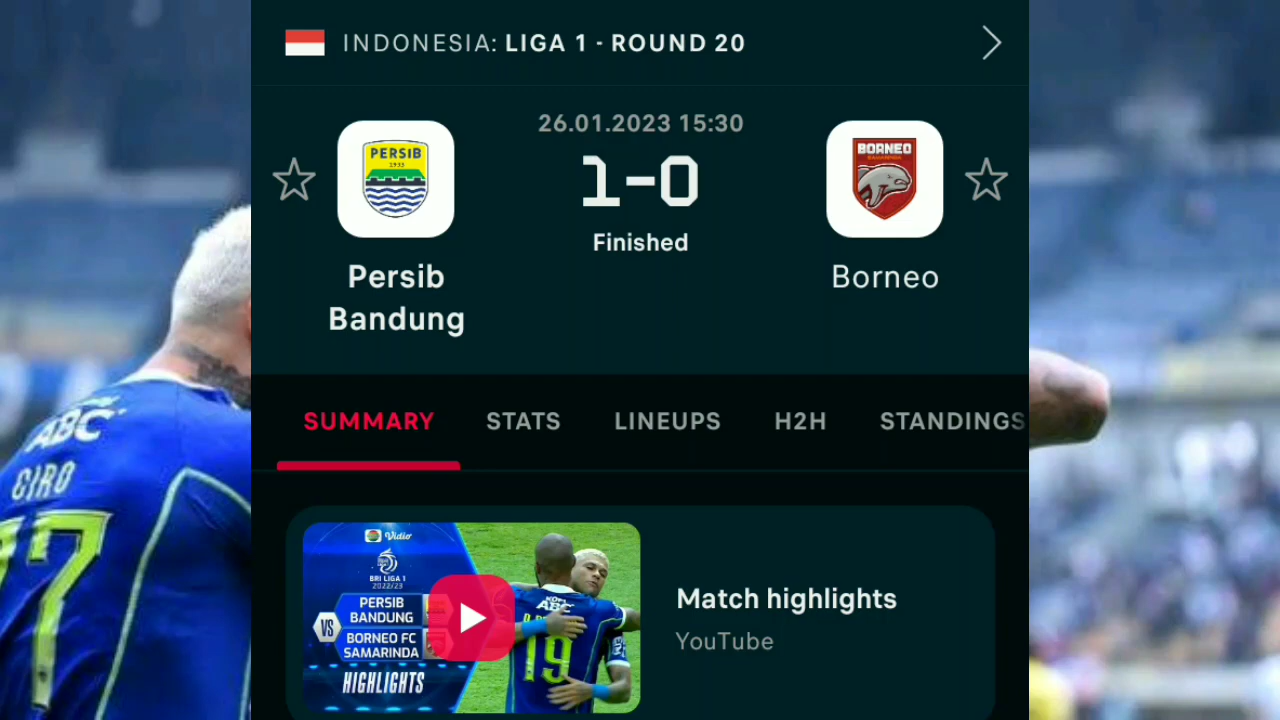 INDONESIA: LIGA 1 - ROUND 20
26.01.2023 15:30
PERSIB
1933
BORNEO
1-0
Finished
Persib
Bandung
Borneo
SUMMARY STATS LINEUPS H2H STANDINGS
ABC
CIRO
77
Vidio
BRI LIGA 1
2022/23
PERSIB
BANDUNG
VS
BORNEO FC
SAMARINDA
HIGHLIGHTS
ABC
19
Match highlights
YouTube